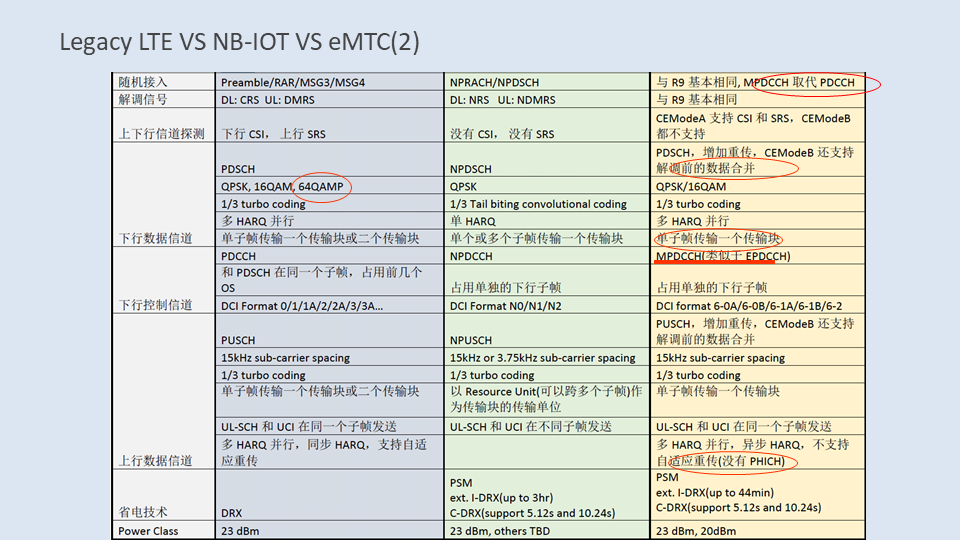 Legacy LTE VS NB-IOT VS eMTC(2)
随机接入
Preamble/RAR/MSG3/MSG4
NPRACH/NPDSCH
与 R9 基本相同, MPDCCH 取代 PDCCH
解调信号
DL: CRS UL: DMRS
DL: NRS UL: NDMRS
与 R9 基本相同
上下行信道探测
下行 CSI， 上行 SRS
没有 CSI， 没有 SRS
CEModeA 支持 CSI 和 SRS，CEModeB
都不支持
下行数据信道
PDSCH
NPDSCH
PDSCH，增加重传，CEModeB 还支持
解调前的数据合并
QPSK, 16QAM, 64QAMP
QPSK
QPSK/16QAM
1/3 turbo coding
1/3 Tail biting convolutional coding
1/3 turbo coding
多 HARQ 并行
单 HARQ
多 HARQ 并行
单子帧传输一个传输块或二个传输块
单个或多个子帧传输一个传输块
单子帧传输一个传输块
下行控制信道
PDCCH
NPDCCH
MPDCCH(类似于 EPDCCH)
和 PDSCH 在同一个子帧，占用前几个
OS
占用单独的下行子帧
占用单独的下行子帧
DCI Format 0/1/1A/2/2A/3/3A...
DCI Format N0/N1/N2
DCI format 6-0A/6-0B/6-1A/6-1B/6-2
上行数据信道
PUSCH
NPUSCH
PUSCH，增加重传，CEModeB 还支持
解调前的数据合并
15kHz sub-carrier spacing
15kHz or 3.75kHz sub-carrier spacing
15kHz sub-carrier spacing
1/3 turbo coding
1/3 turbo coding
1/3 turbo coding
单子帧传输一个传输块或二个传输块
以 Resource Unit(可以跨多个子帧)作
为传输块的传输单位
单子帧传输一个传输块
UL-SCH 和 UCI 在同一个子帧发送
UL-SCH 和 UCI 在不同子帧发送
UL-SCH 和 UCI 在同一个子帧发送
多 HARQ 并行，同步 HARQ，支持自适
应重传
多 HARQ 并行，异步 HARQ，不支持
自适应重传(没有 PHICH)
省电技术
DRX
PSM
ext. I-DRX(up to 3hr)
C-DRX(support 5.12s and 10.24s)
PSM
ext. I-DRX(up to 44min)
C-DRX(support 5.12s and 10.24s)
Power Class
23 dBm
23 dBm, others TBD
23 dBm, 20dBm